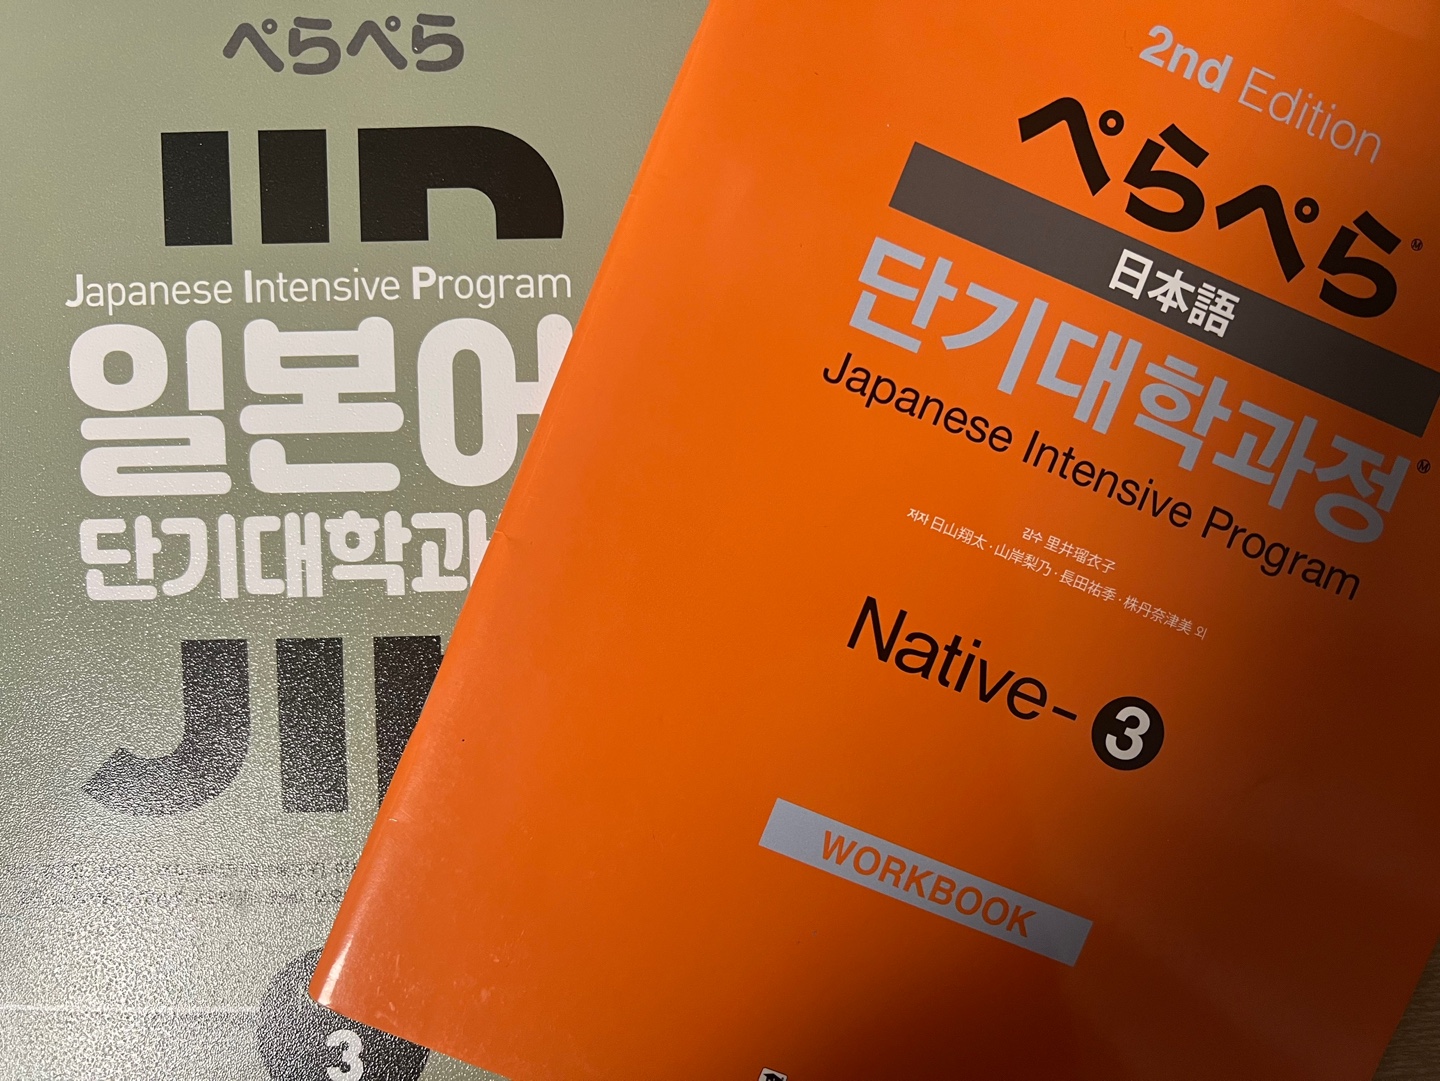 ぺらぺら
JIP
Japanese Intensive Program
일본어
단기대학과
JI
3
2nd Edition
ぺらぺら
日本語
단기대학과정
Japanese Intensive Program
감수 里井瑠衣子
저자 日山翔太・山岸梨乃・長田祐季・株丹奈津美 외
Native-3
WORKBOOK